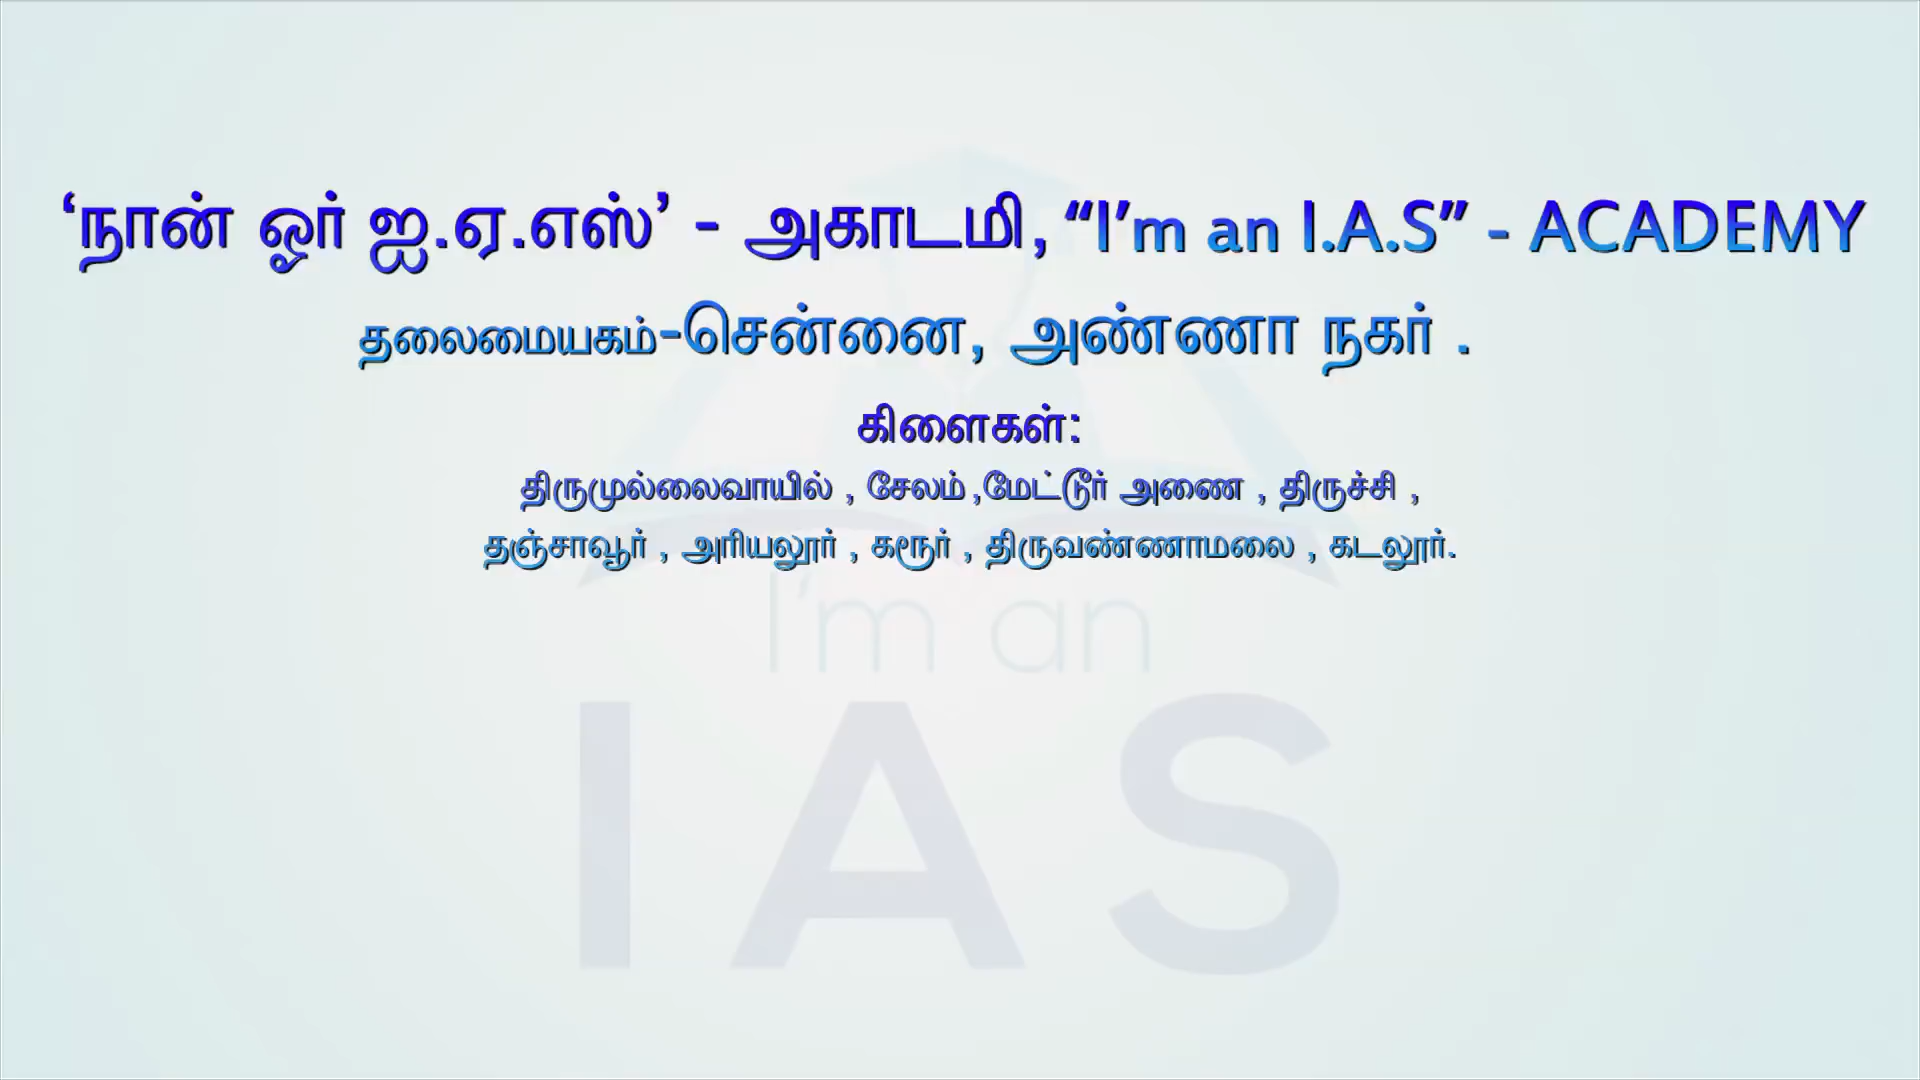 ‘நான் ஓர் ஐ.ஏ.எஸ்’ - அகாடமி, “I’m an I.A.S” - ACADEMY
தலைமையகம்-சென்னை, அண்ணா நகர் .
கிளைகள்:
திருமுல்லைவாயில் , சேலம் ,மேட்டூர் அணை , திருச்சி ,
தஞ்சாவூர் , அரியலூர் , கரூர் , திருவண்ணாமலை , கடலூர்.
I’m an
IAS